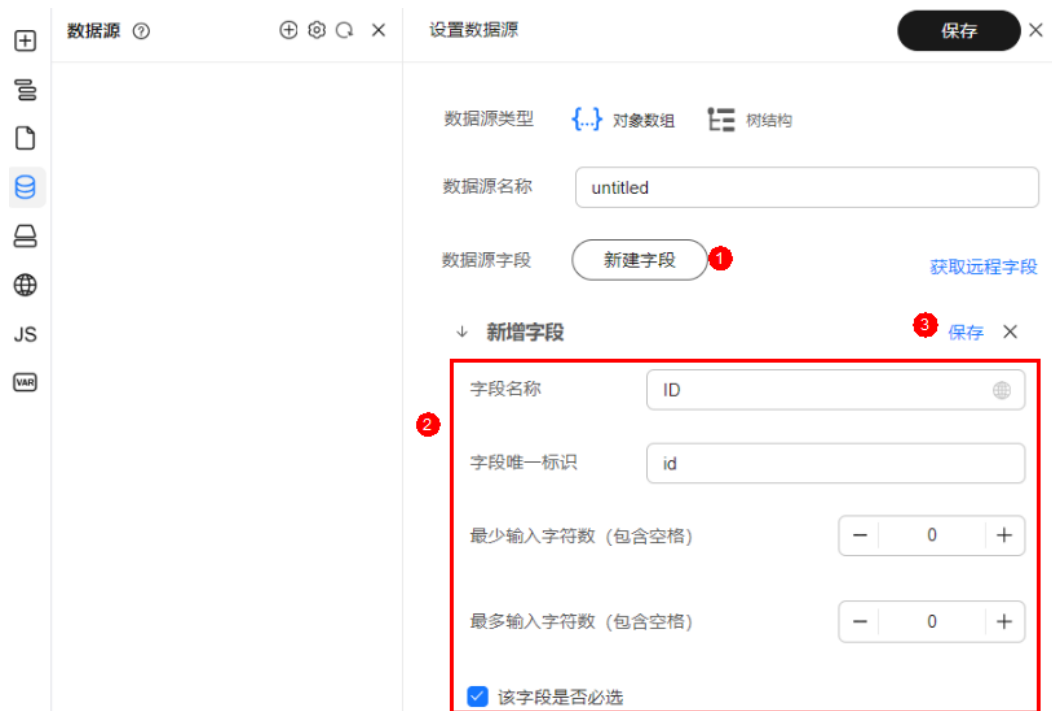 数据源
设置数据源
保存
数据源类型
{...} 对象数组
树结构
数据源名称
untitled
数据源字段
新建字段
1
获取远程字段
新增字段
3
保存
字段名称
ID
2
字段唯一标识
id
JS
VAR
最少输入字符数（包含空格）
0
最多输入字符数（包含空格）
0
该字段是否必选